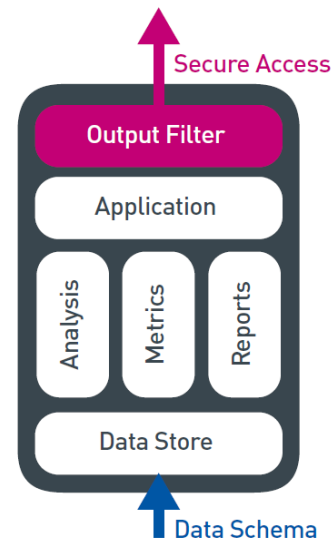 Secure Access
Output Filter
Application
Analysis
Metrics
Reports
Data Store
Data Schema